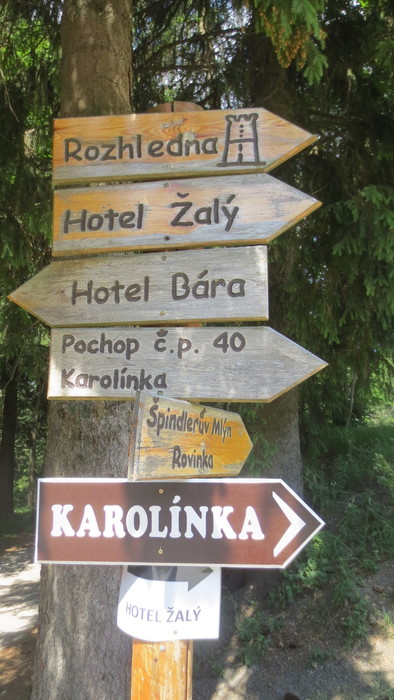 Rozhledna
Hotel Žalý
Hotel Bára
Pochop č.p. 40
Karolínka
Špindlerův Mlýn
Rovinka
KAROLÍNKA
HOTEL ŽALÝ